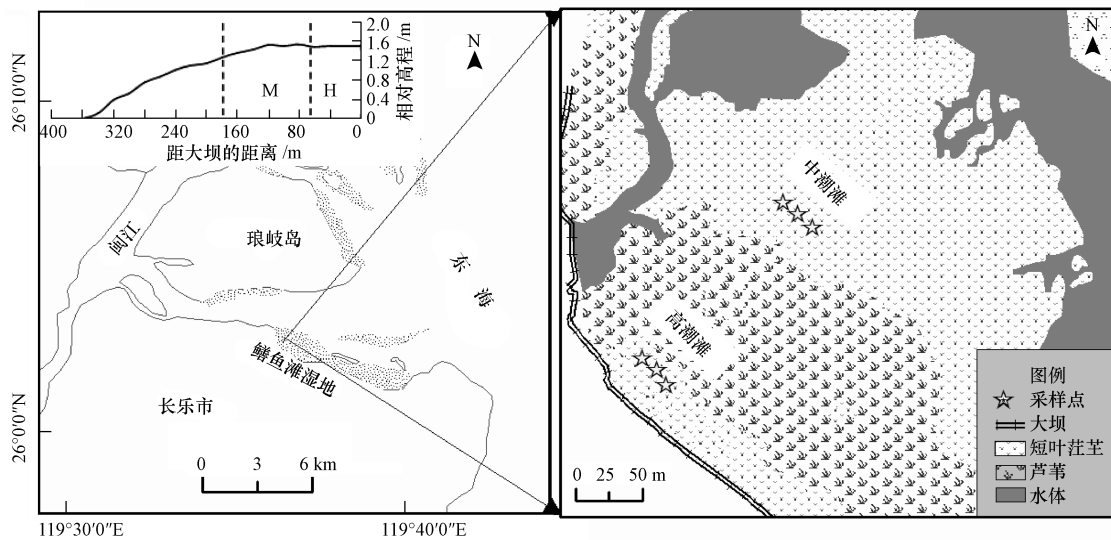 2.0
1.6
1.2
0.8
0.4
0
相对高程 /m
M
H
400
320
240
160
80
0
距大坝的距离 /m
N
26°10′0″N
26°0′0″N
闽江
琅岐岛
东海
鳝鱼滩湿地
长乐市
0
3
6 km
119°30′0″E
119°40′0″E
N
中潮滩
高潮滩
0
25
50 m
图例
采样点
大坝
短叶茳芏
芦苇
水体